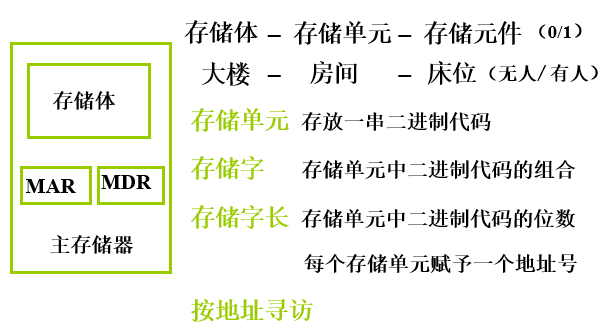 存储体 – 存储单元 – 存储元件 （0/1）
大楼 – 房间 – 床位（无人/ 有人）
存储体
存储单元 存放一串二进制代码
存储字 存储单元中二进制代码的组合
MAR MDR
存储字长 存储单元中二进制代码的位数
主存储器
每个存储单元赋予一个地址号
按地址寻访